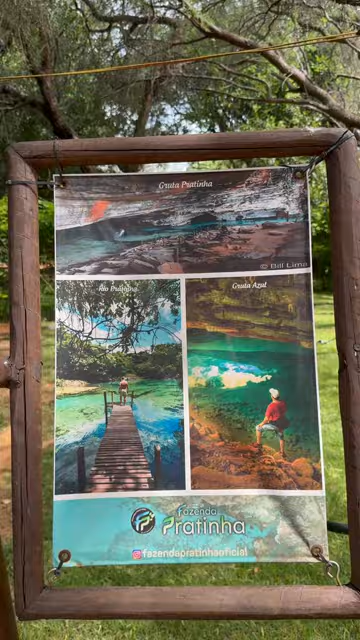 Gruta Pratinha
© Bill Lima
Rio Pratinha
Gruta Azul
Fazenda
Pratinha
fazendapratinhaoficial